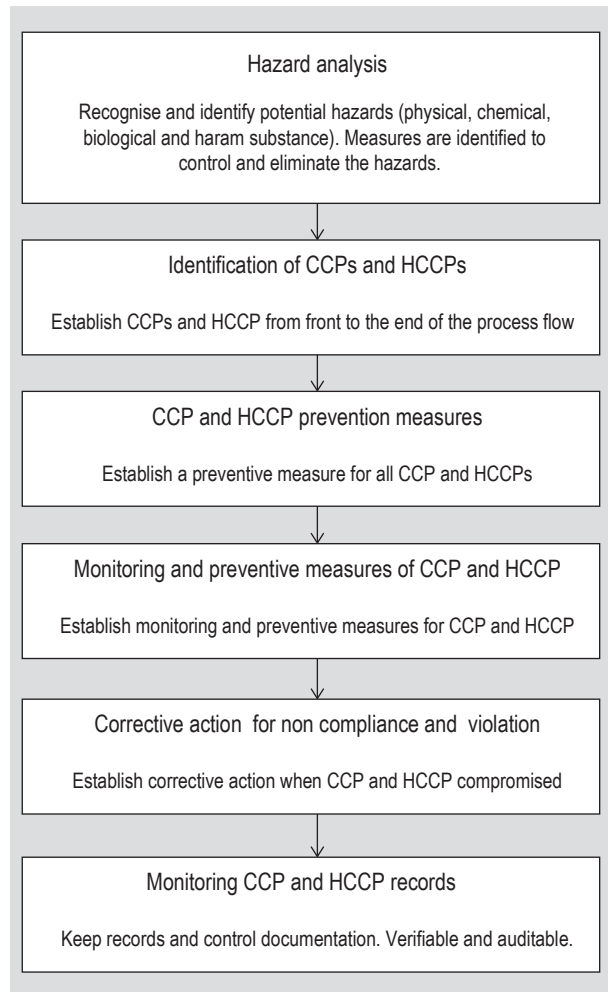 Hazard analysis
Recognise and identify potential hazards (physical, chemical,
biological and haram substance). Measures are identified to
control and eliminate the hazards.
Identification of CCPs and HCCPs
Establish CCPs and HCCP from front to the end of the process flow
CCP and HCCP prevention measures
Establish a preventive measure for all CCP and HCCPs
Monitoring and preventive measures of CCP and HCCP
Establish monitoring and preventive measures for CCP and HCCP
Corrective action for non compliance and violation
Establish corrective action when CCP and HCCP compromised
Monitoring CCP and HCCP records
Keep records and control documentation. Verifiable and auditable.